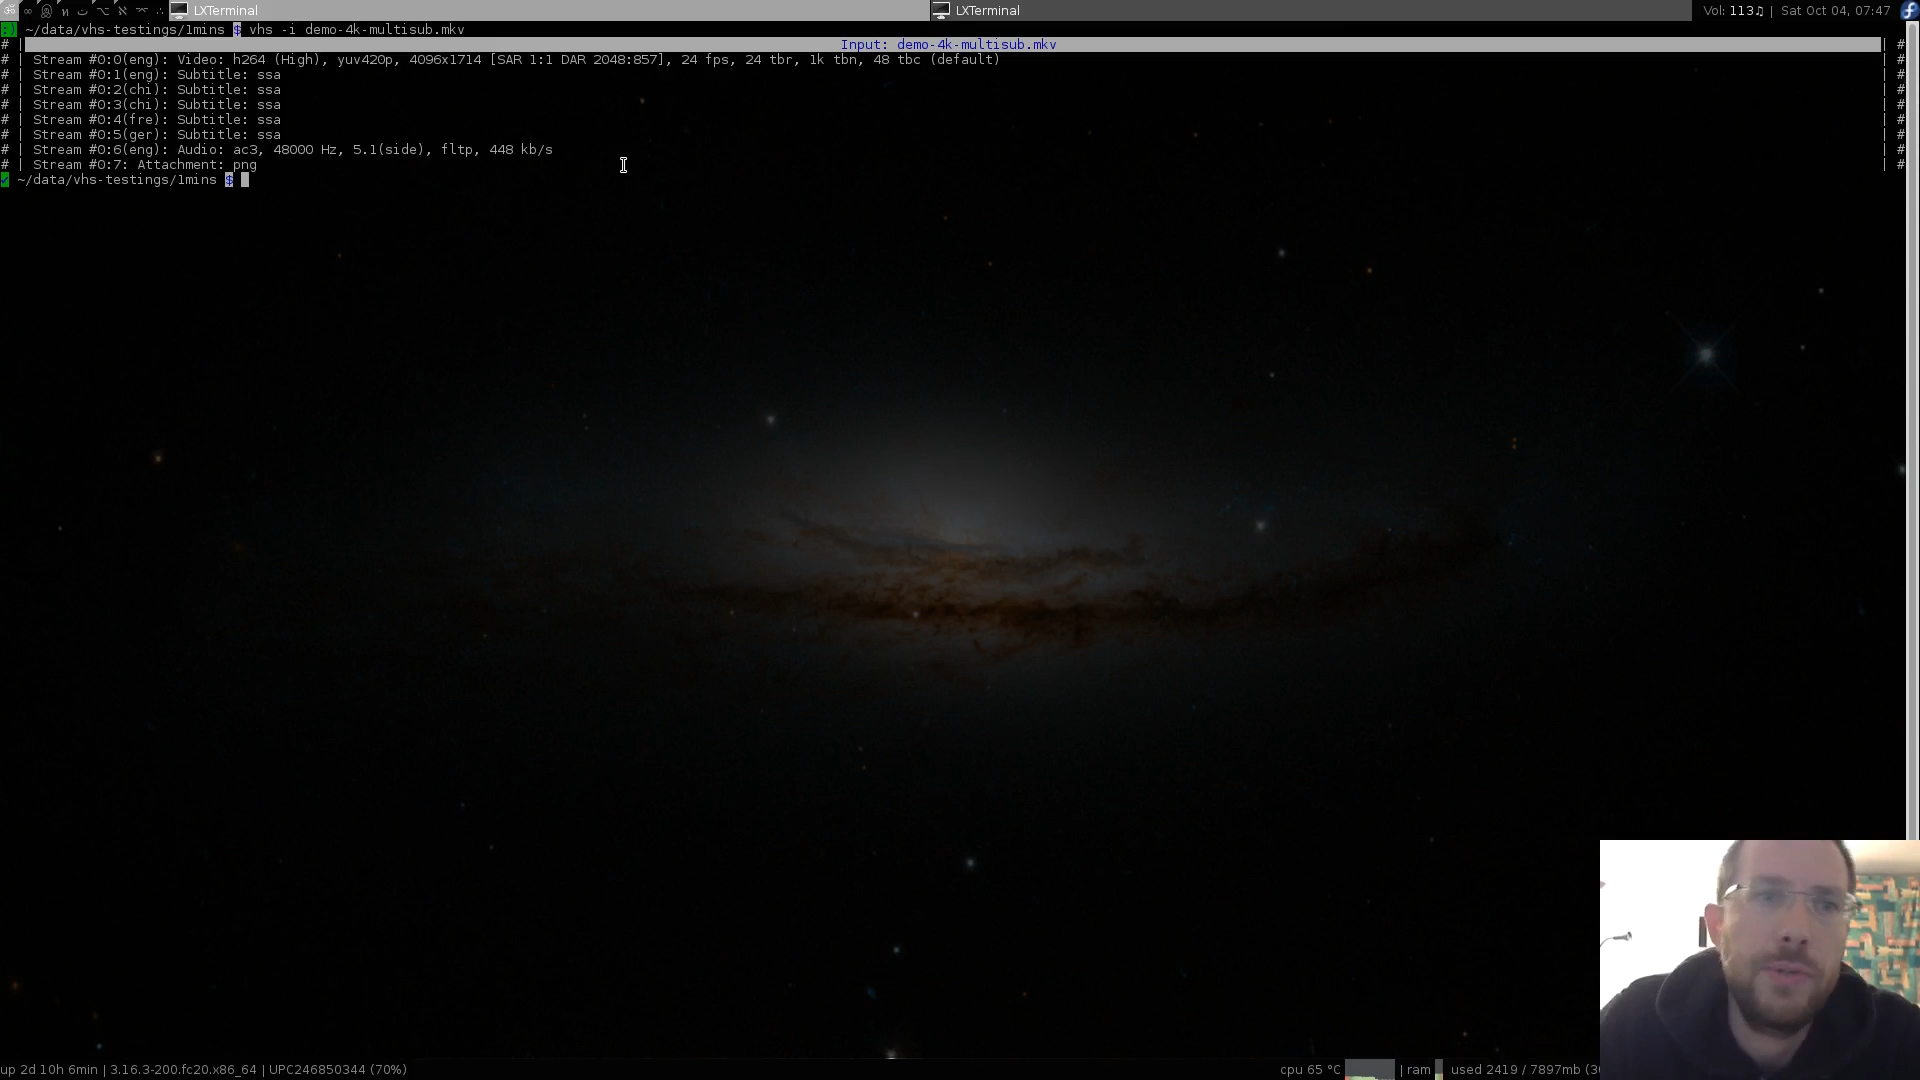 LXTerminal
LXTerminal
Vol: 113♫ | Sat Oct 04, 07:47
:) ~/data/vhs-testings/1mins $ vhs -i demo-4k-multisub.mkv
# | Input: demo-4k-multisub.mkv | #
# | Stream #0:0(eng): Video: h264 (High), yuv420p, 4096x1714 [SAR 1:1 DAR 2048:857], 24 fps, 24 tbr, 1k tbn, 48 tbc (default) | #
# | Stream #0:1(eng): Subtitle: ssa | #
# | Stream #0:2(chi): Subtitle: ssa | #
# | Stream #0:3(chi): Subtitle: ssa | #
# | Stream #0:4(fre): Subtitle: ssa | #
# | Stream #0:5(ger): Subtitle: ssa | #
# | Stream #0:6(eng): Audio: ac3, 48000 Hz, 5.1(side), fltp, 448 kb/s | #
# | Stream #0:7: Attachment: png | #
~/data/vhs-testings/1mins $
up 2d 10h 6min | 3.16.3-200.fc20.x86_64 | UPC246850344 (70%)
cpu 65 °C | ram used 2419 / 7897mb